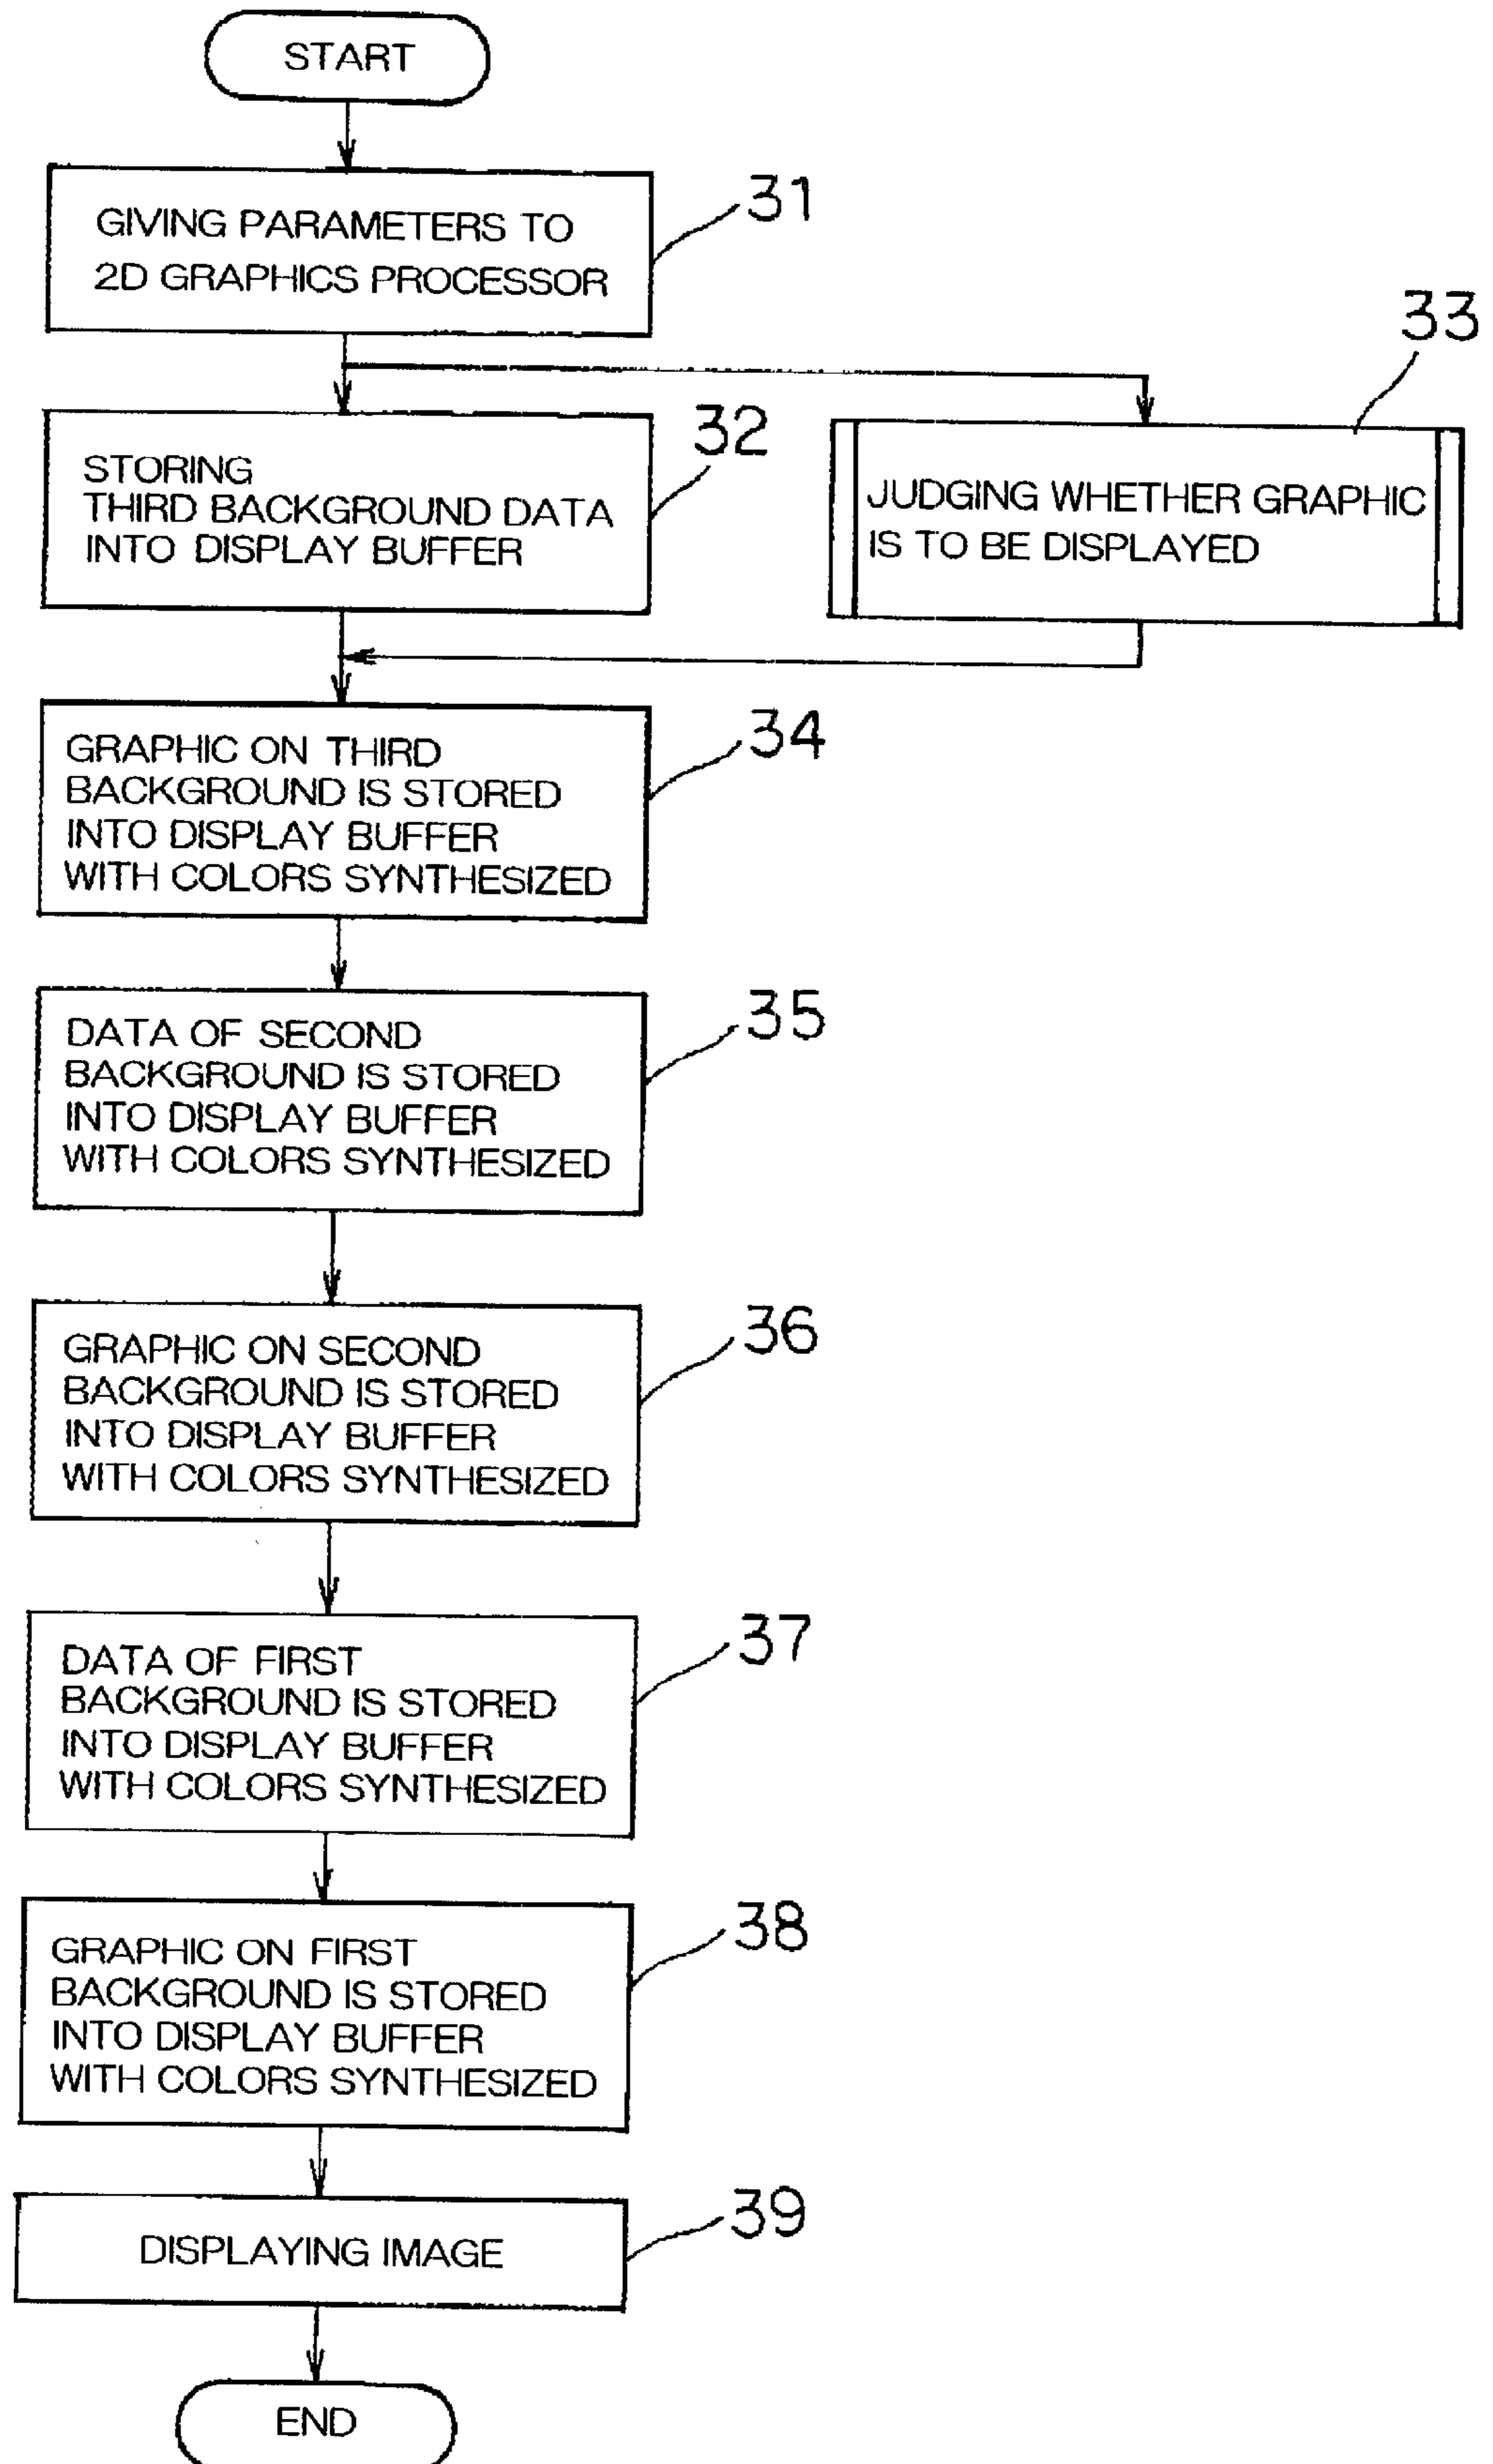 START
31
GIVING PARAMETERS TO
2D GRAPHICS PROCESSOR
33
32
STORING
THIRD BACKGROUND DATA
INTO DISPLAY BUFFER
JUDGING WHETHER GRAPHIC
IS TO BE DISPLAYED
34
GRAPHIC ON THIRD
BACKGROUND IS STORED
INTO DISPLAY BUFFER
WITH COLORS SYNTHESIZED
35
DATA OF SECOND
BACKGROUND IS STORED
INTO DISPLAY BUFFER
WITH COLORS SYNTHESIZED
36
GRAPHIC ON SECOND
BACKGROUND IS STORED
INTO DISPLAY BUFFER
WITH COLORS SYNTHESIZED
37
DATA OF FIRST
BACKGROUND IS STORED
INTO DISPLAY BUFFER
WITH COLORS SYNTHESIZED
38
GRAPHIC ON FIRST
BACKGROUND IS STORED
INTO DISPLAY BUFFER
WITH COLORS SYNTHESIZED
39
DISPLAYING IMAGE
END